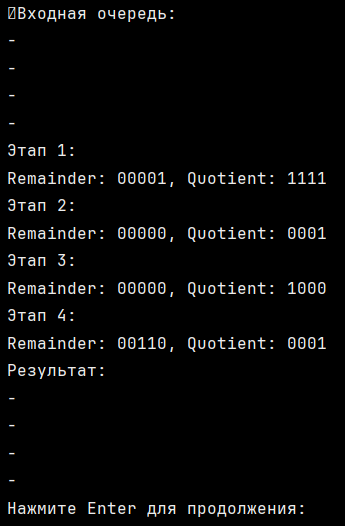 Входная очередь:
-
-
-
-
Этап 1:
Remainder: 00001, Quotient: 1111
Этап 2:
Remainder: 00000, Quotient: 0001
Этап 3:
Remainder: 00000, Quotient: 1000
Этап 4:
Remainder: 00110, Quotient: 0001
Результат:
-
-
-
-
Нажмите Enter для продолжения: